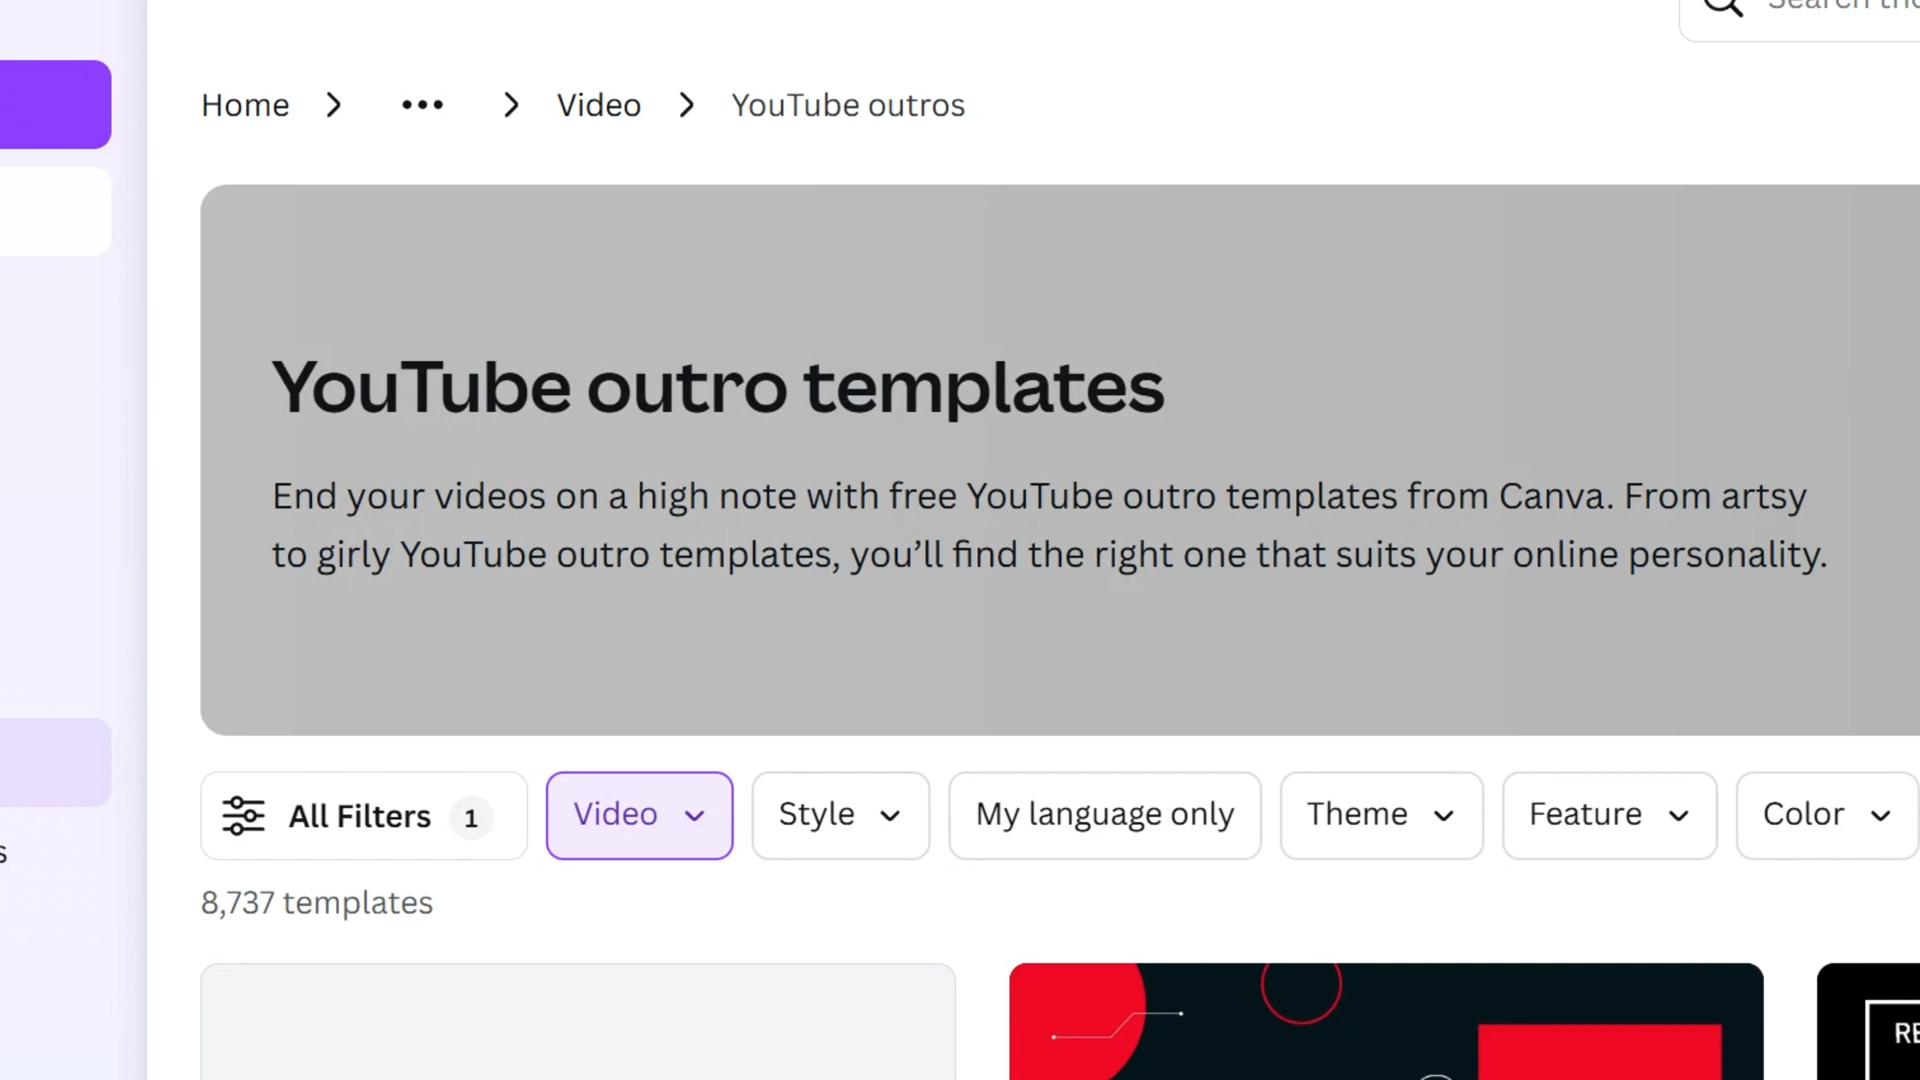 Home > ••• > Video > YouTube outros
YouTube outro templates
End your videos on a high note with free YouTube outro templates from Canva. From artsy
to girly YouTube outro templates, you’ll find the right one that suits your online personality.
All Filters 1 Video Style My language only Theme Feature Color
8,737 templates